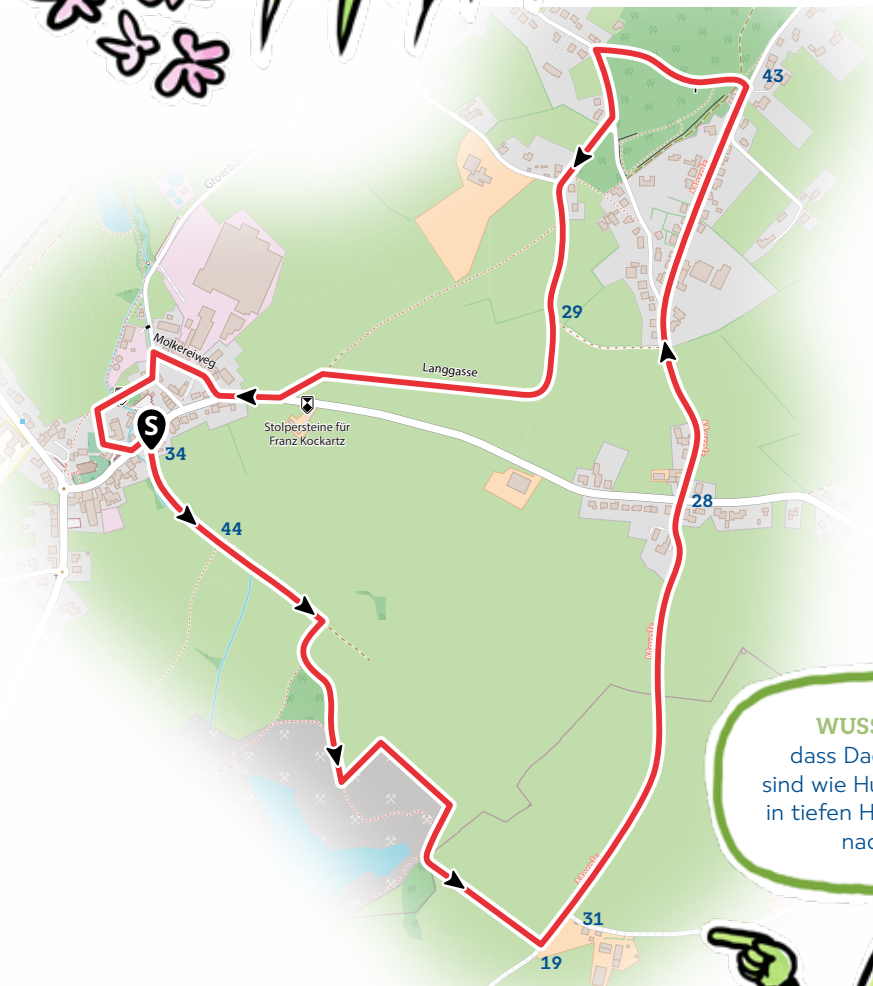 43
29
Molkereiweg
Langgasse
S
Stolpersteine für
Franz Kockartz
34
28
44
WUSS
dass Da
sind wie Hu
in tiefen H
nac
31
19